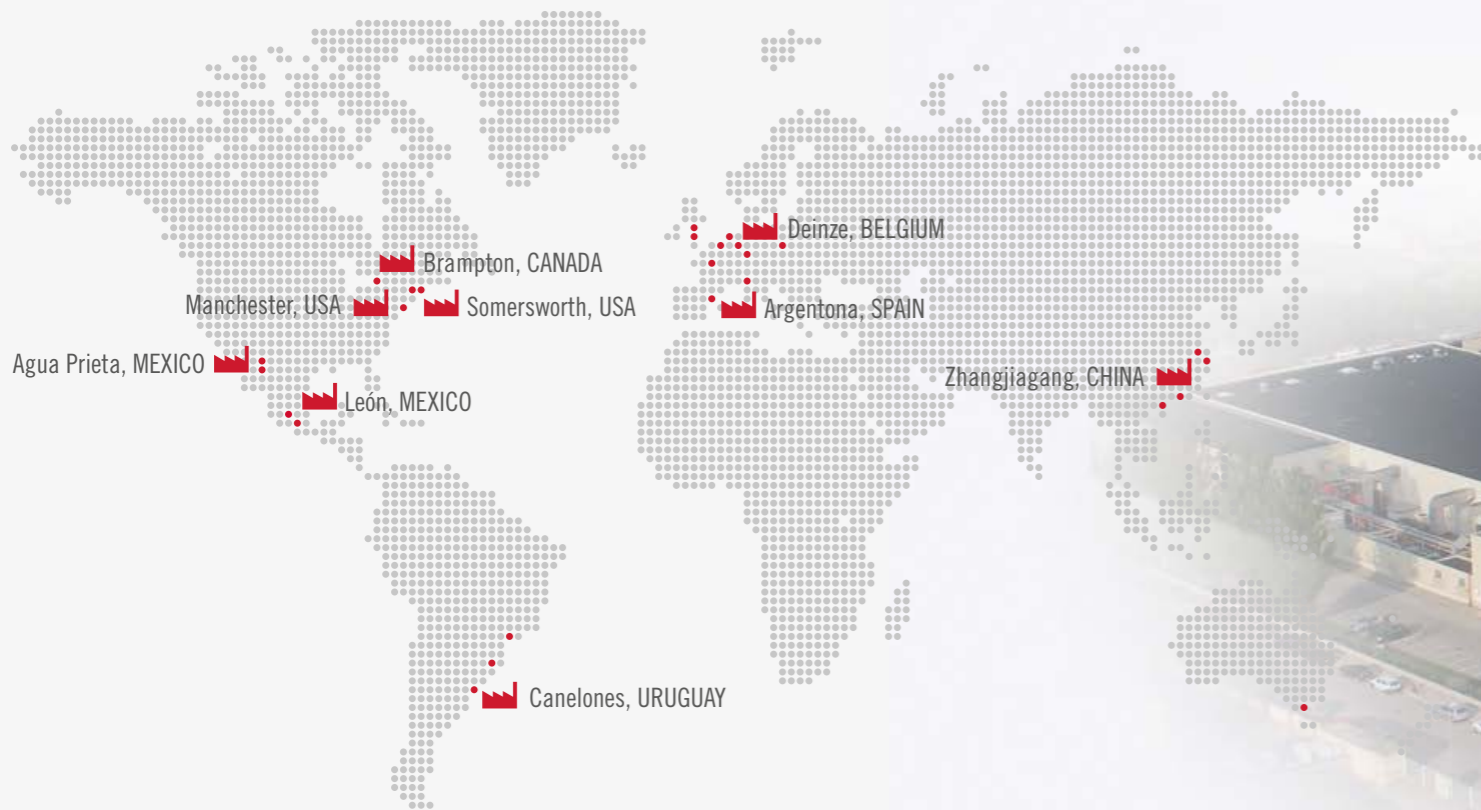 Deinze, BELGIUM
Brampton, CANADA
Manchester, USA
Somersworth, USA
Argentona, SPAIN
Agua Prieta, MEXICO
Zhangjiagang, CHINA
León, MEXICO
Canelones, URUGUAY